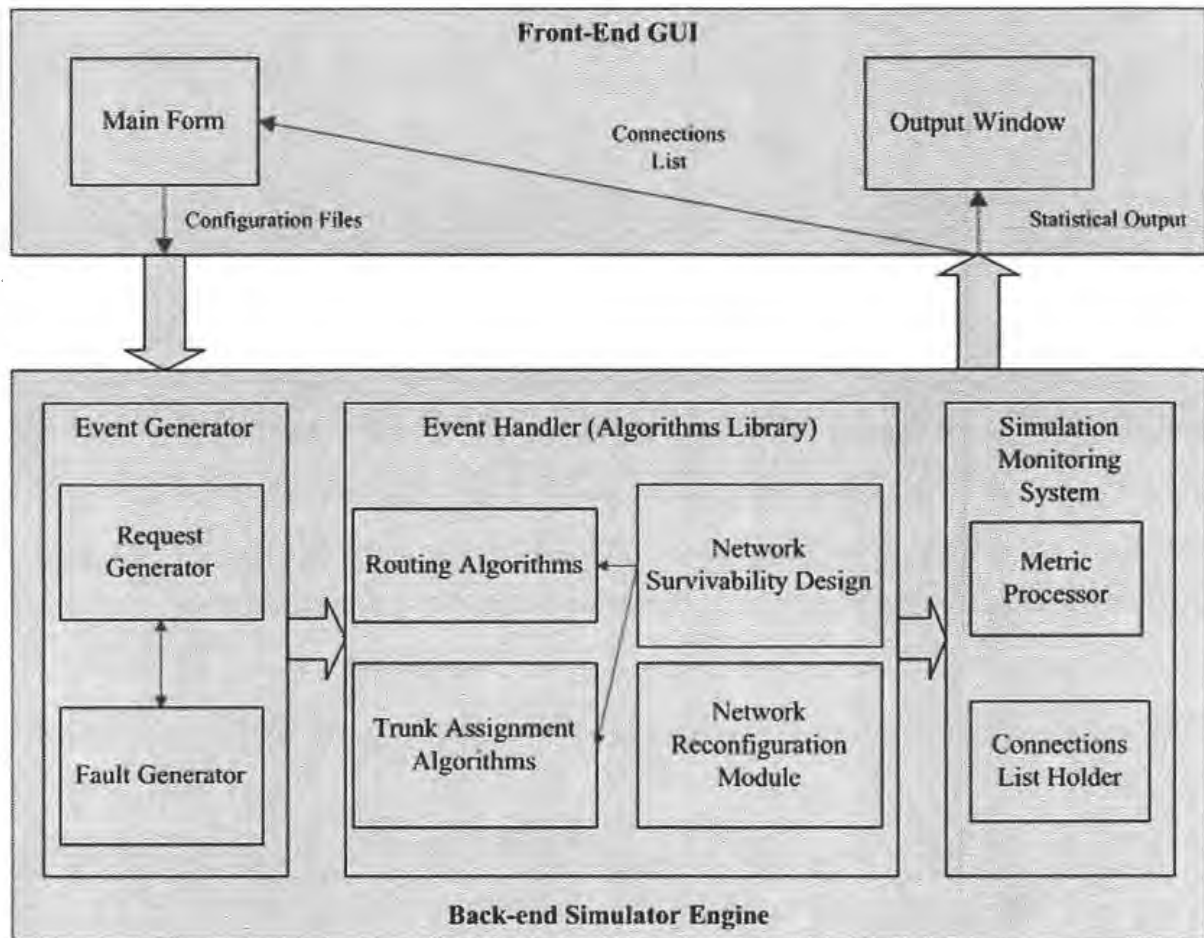 Front-End GUI
Main Form
Output Window
Connections
List
Configuration Files
Statistical Output
Event Generator
Request
Generator
Fault Generator
Event Handler (Algorithms Library)
Routing Algorithms
Network
Survivability Design
Trunk Assignment
Algorithms
Network
Reconfiguration
Module
Simulation
Monitoring
System
Metric
Processor
Connections
List Holder
Back-end Simulator Engine